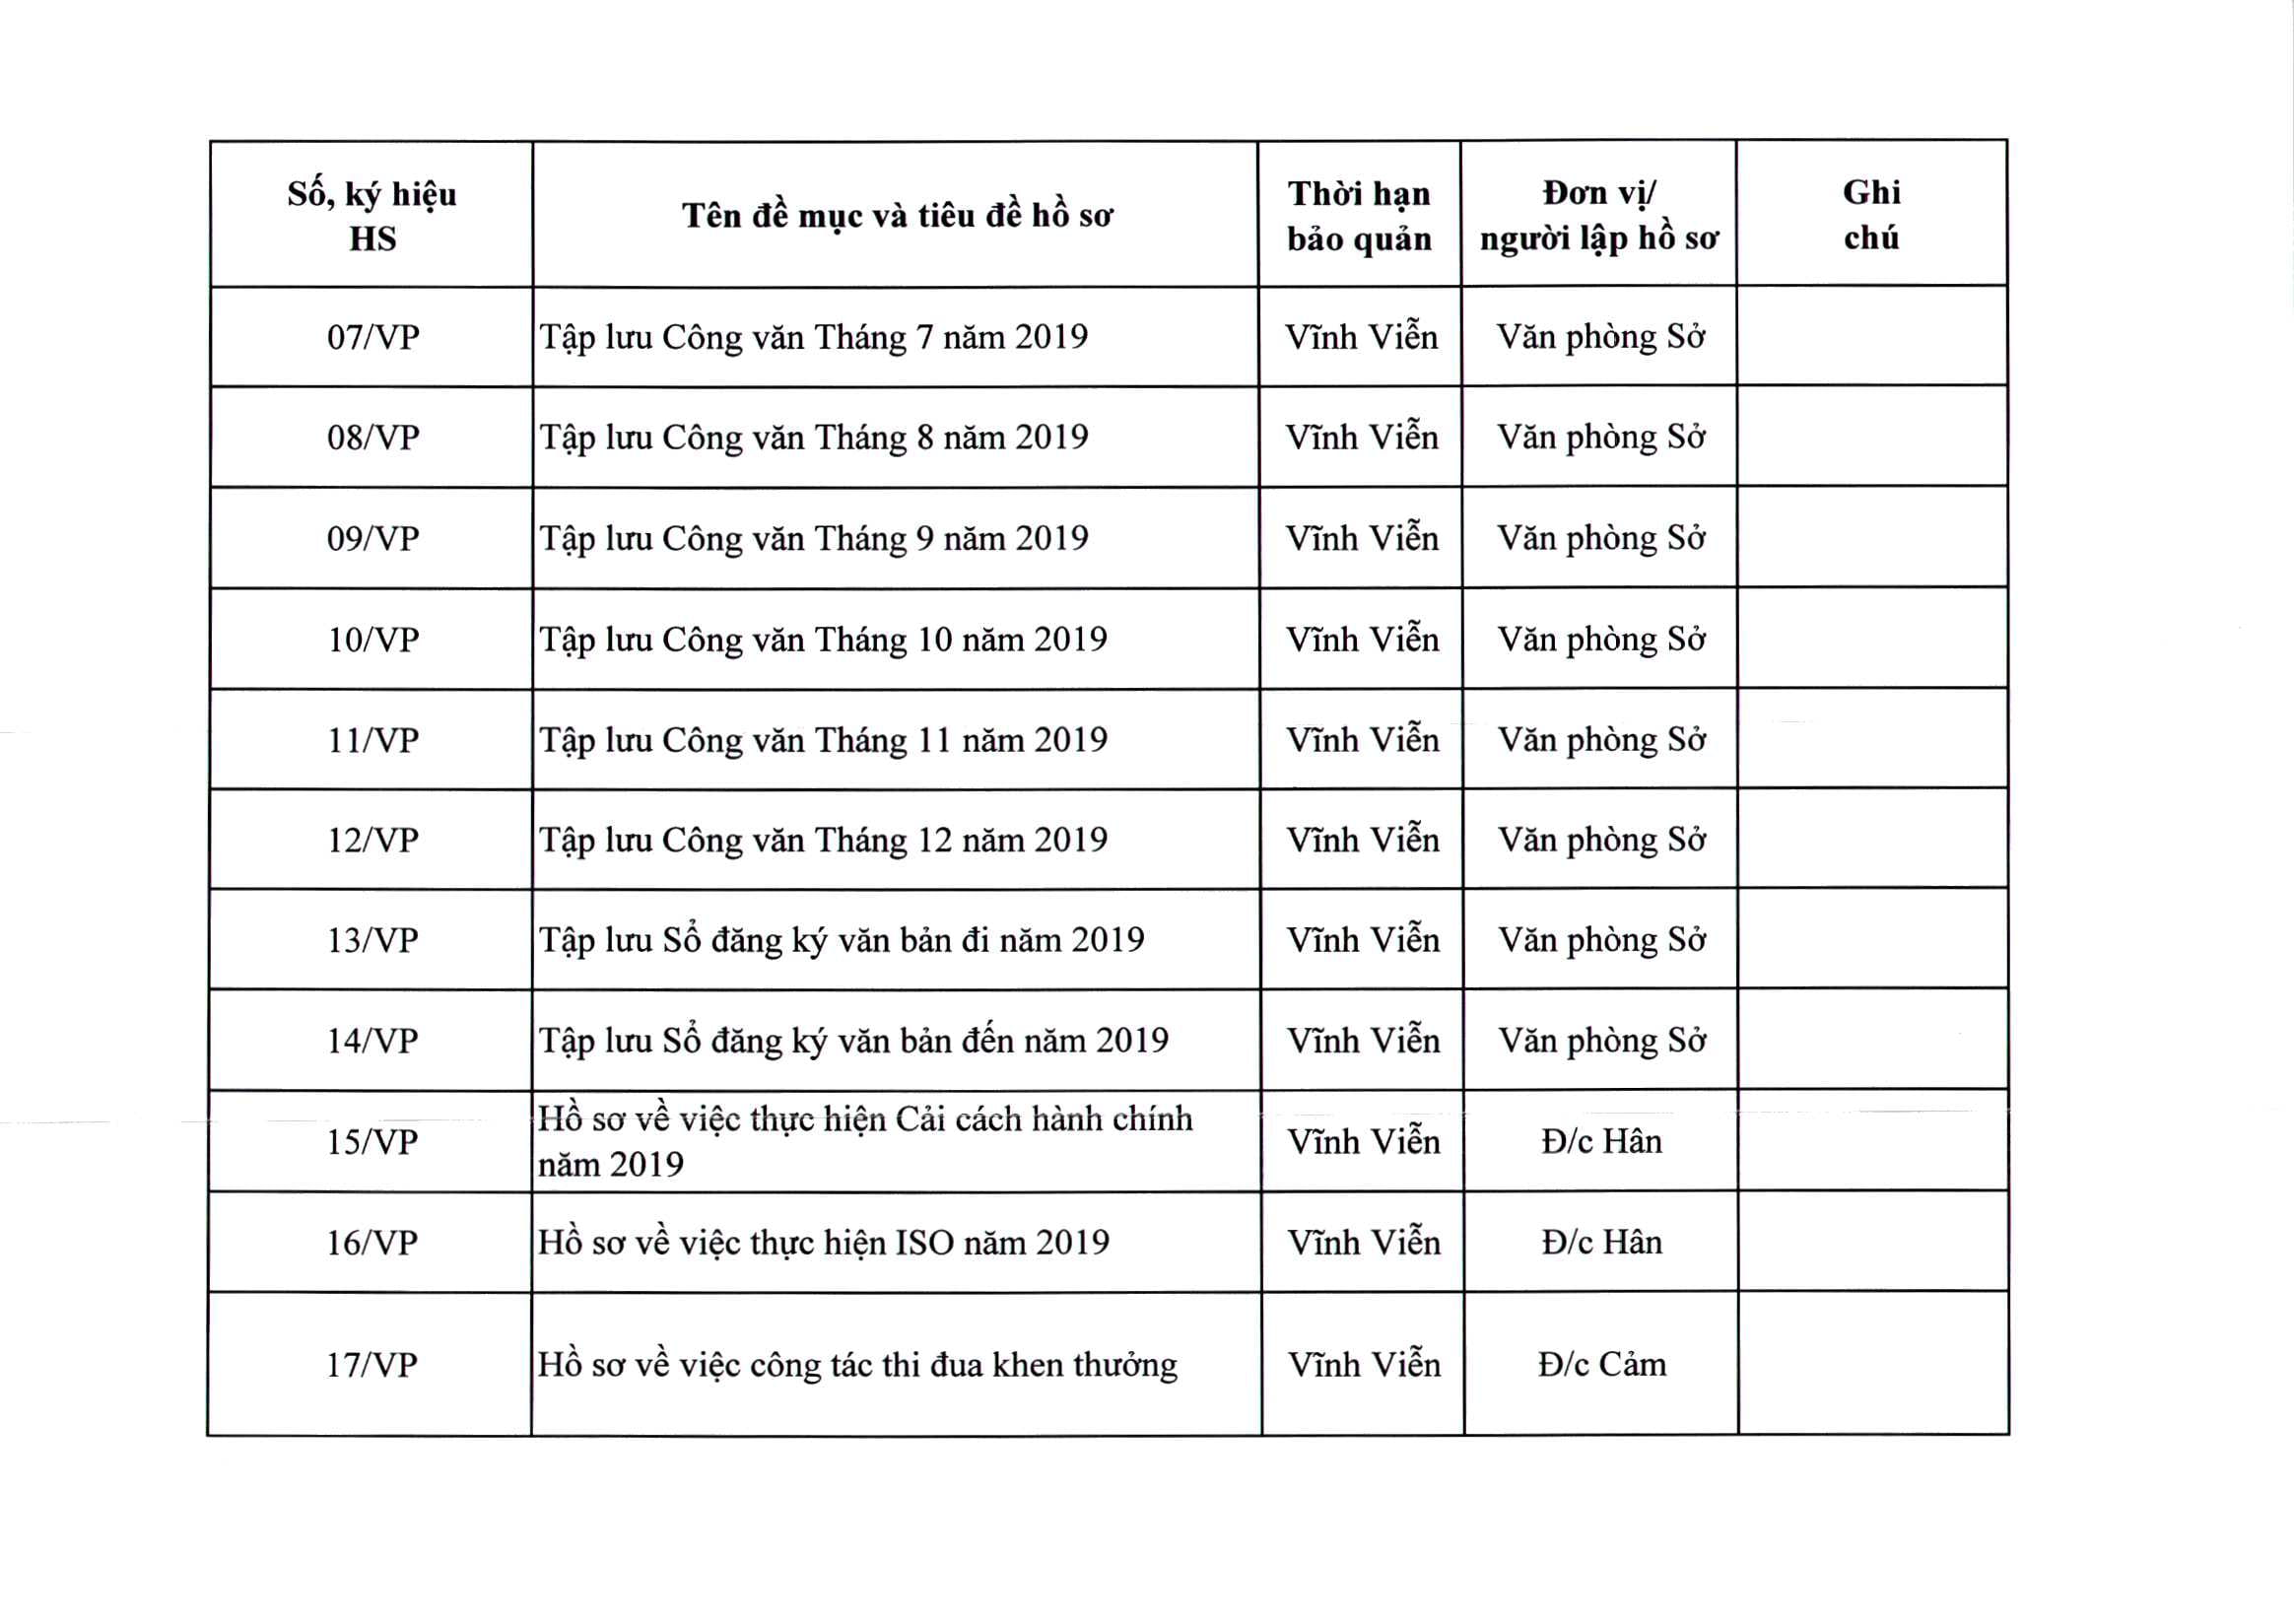 Số, ký hiệu
HS
Tên đề mục và tiêu đề hồ sơ
Thời hạn
bảo quản
Đơn vị/
người lập hồ sơ
Ghi
chú
07/VP
Tập lưu Công văn Tháng 7 năm 2019
Vĩnh Viễn
Văn phòng Sở
08/VP
Tập lưu Công văn Tháng 8 năm 2019
Vĩnh Viễn
Văn phòng Sở
09/VP
Tập lưu Công văn Tháng 9 năm 2019
Vĩnh Viễn
Văn phòng Sở
10/VP
Tập lưu Công văn Tháng 10 năm 2019
Vĩnh Viễn
Văn phòng Sở
11/VP
Tập lưu Công văn Tháng 11 năm 2019
Vĩnh Viễn
Văn phòng Sở
12/VP
Tập lưu Công văn Tháng 12 năm 2019
Vĩnh Viễn
Văn phòng Sở
13/VP
Tập lưu Sổ đăng ký văn bản đi năm 2019
Vĩnh Viễn
Văn phòng Sở
14/VP
Tập lưu Sổ đăng ký văn bản đến năm 2019
Vĩnh Viễn
Văn phòng Sở
15/VP
Hồ sơ về việc thực hiện Cải cách hành chính
năm 2019
Vĩnh Viễn
Đ/c Hân
16/VP
Hồ sơ về việc thực hiện ISO năm 2019
Vĩnh Viễn
Đ/c Hân
17/VP
Hồ sơ về việc công tác thi đua khen thưởng
Vĩnh Viễn
Đ/c Cảm